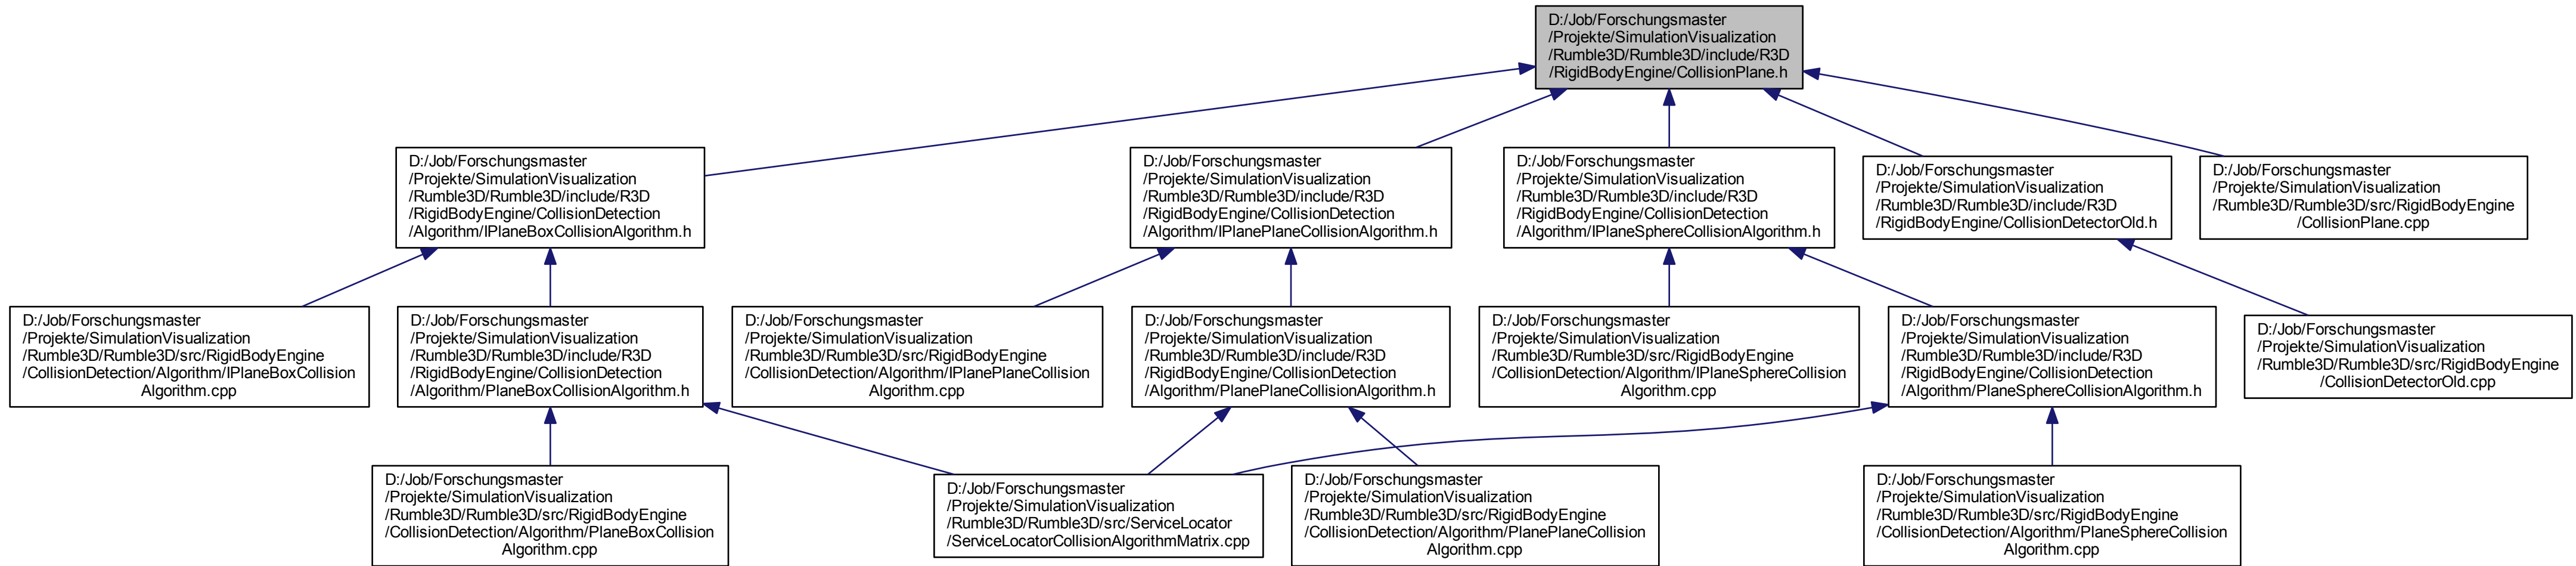 D:/Job/Forschungsmaster
/Projekte/SimulationVisualization
/Rumble3D/Rumble3D/include/R3D
/RigidBodyEngine/CollisionPlane.h
D:/Job/Forschungsmaster
/Projekte/SimulationVisualization
/Rumble3D/Rumble3D/include/R3D
/RigidBodyEngine/CollisionDetection
/Algorithm/IPlaneBoxCollisionAlgorithm.h
D:/Job/Forschungsmaster
/Projekte/SimulationVisualization
/Rumble3D/Rumble3D/include/R3D
/RigidBodyEngine/CollisionDetection
/Algorithm/IPlanePlaneCollisionAlgorithm.h
D:/Job/Forschungsmaster
/Projekte/SimulationVisualization
/Rumble3D/Rumble3D/include/R3D
/RigidBodyEngine/CollisionDetection
/Algorithm/IPlaneSphereCollisionAlgorithm.h
D:/Job/Forschungsmaster
/Projekte/SimulationVisualization
/Rumble3D/Rumble3D/include/R3D
/RigidBodyEngine/CollisionDetectorOld.h
D:/Job/Forschungsmaster
/Projekte/SimulationVisualization
/Rumble3D/Rumble3D/src/RigidBodyEngine
/CollisionPlane.cpp
D:/Job/Forschungsmaster
/Projekte/SimulationVisualization
/Rumble3D/Rumble3D/src/RigidBodyEngine
/CollisionDetection/Algorithm/IPlaneBoxCollision
Algorithm.cpp
D:/Job/Forschungsmaster
/Projekte/SimulationVisualization
/Rumble3D/Rumble3D/include/R3D
/RigidBodyEngine/CollisionDetection
/Algorithm/PlaneBoxCollisionAlgorithm.h
D:/Job/Forschungsmaster
/Projekte/SimulationVisualization
/Rumble3D/Rumble3D/src/RigidBodyEngine
/CollisionDetection/Algorithm/IPlanePlaneCollision
Algorithm.cpp
D:/Job/Forschungsmaster
/Projekte/SimulationVisualization
/Rumble3D/Rumble3D/include/R3D
/RigidBodyEngine/CollisionDetection
/Algorithm/PlanePlaneCollisionAlgorithm.h
D:/Job/Forschungsmaster
/Projekte/SimulationVisualization
/Rumble3D/Rumble3D/src/RigidBodyEngine
/CollisionDetection/Algorithm/IPlaneSphereCollision
Algorithm.cpp
D:/Job/Forschungsmaster
/Projekte/SimulationVisualization
/Rumble3D/Rumble3D/include/R3D
/RigidBodyEngine/CollisionDetection
/Algorithm/PlaneSphereCollisionAlgorithm.h
D:/Job/Forschungsmaster
/Projekte/SimulationVisualization
/Rumble3D/Rumble3D/src/RigidBodyEngine
/CollisionDetectorOld.cpp
D:/Job/Forschungsmaster
/Projekte/SimulationVisualization
/Rumble3D/Rumble3D/src/RigidBodyEngine
/CollisionDetection/Algorithm/PlaneBoxCollision
Algorithm.cpp
D:/Job/Forschungsmaster
/Projekte/SimulationVisualization
/Rumble3D/Rumble3D/src/ServiceLocator
/ServiceLocatorCollisionAlgorithmMatrix.cpp
D:/Job/Forschungsmaster
/Projekte/SimulationVisualization
/Rumble3D/Rumble3D/src/RigidBodyEngine
/CollisionDetection/Algorithm/PlanePlaneCollision
Algorithm.cpp
D:/Job/Forschungsmaster
/Projekte/SimulationVisualization
/Rumble3D/Rumble3D/src/RigidBodyEngine
/CollisionDetection/Algorithm/PlaneSphereCollision
Algorithm.cpp